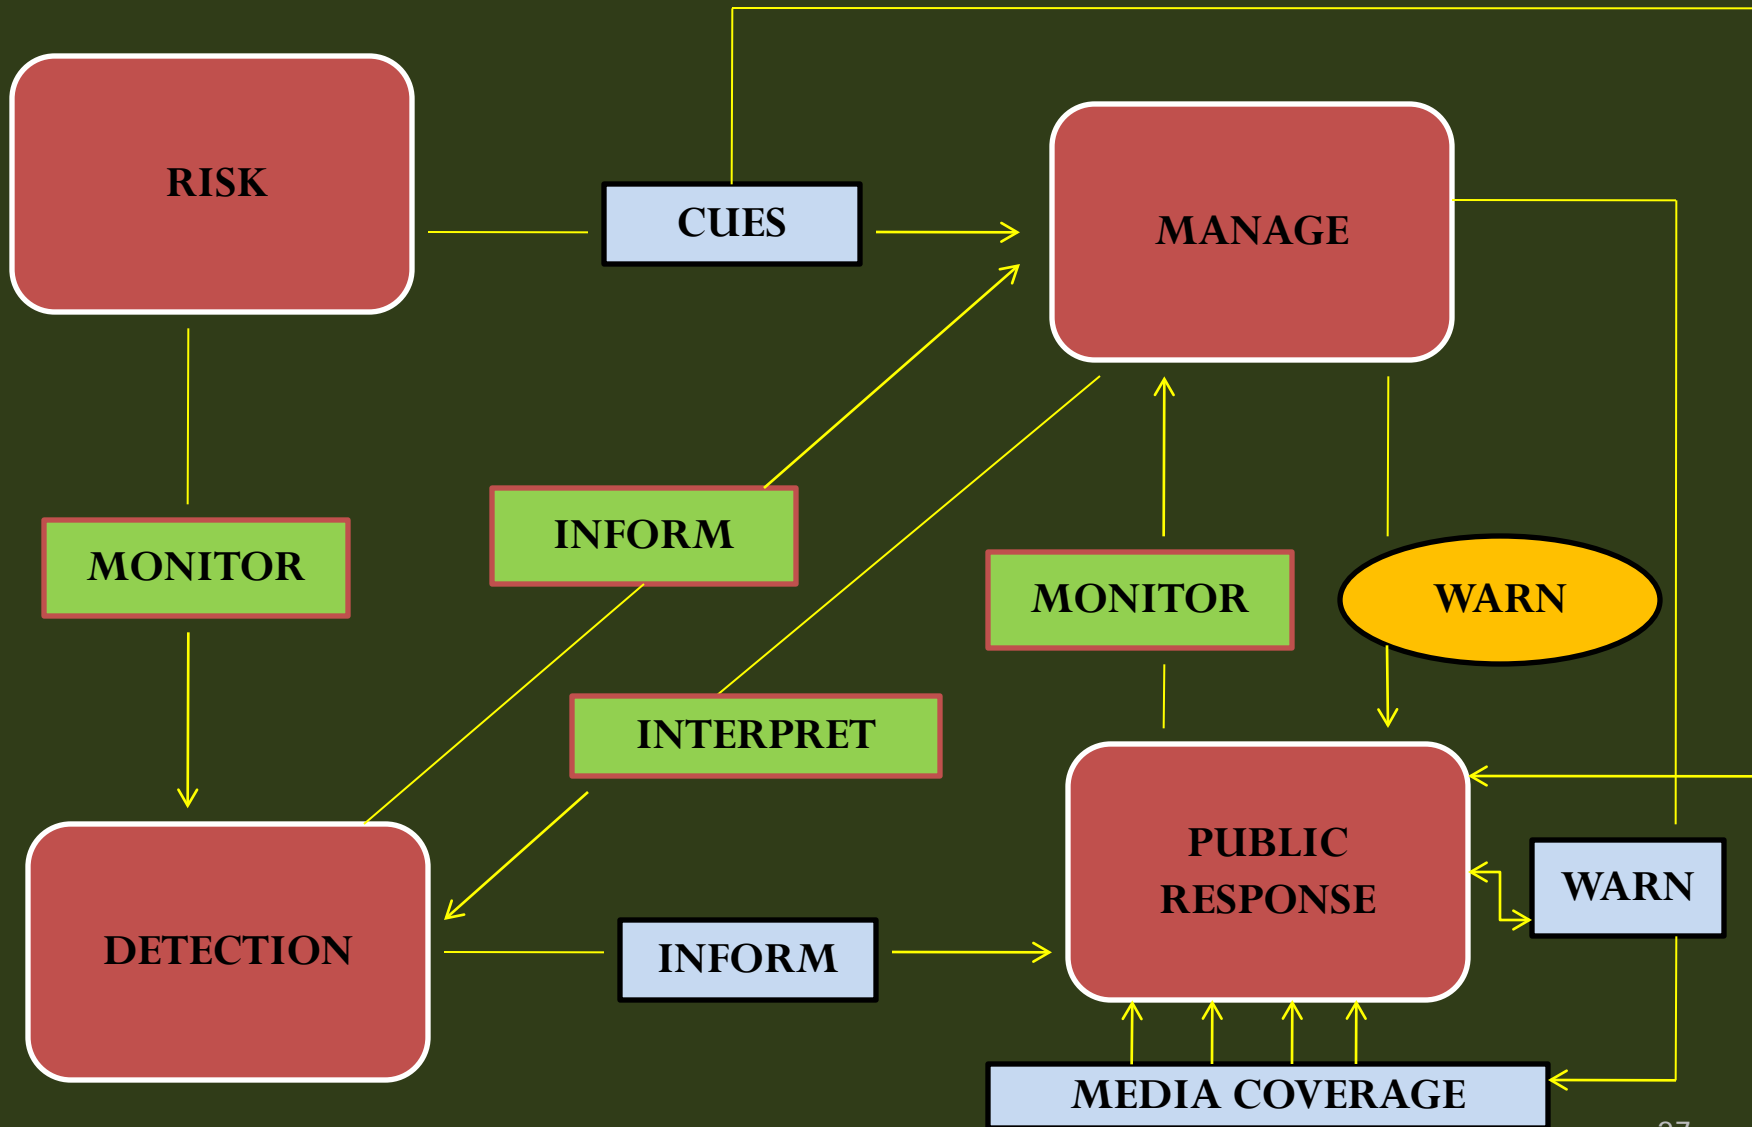 RISK
CUES
MANAGE
INFORM
MONITOR
MONITOR
WARN
INTERPRET
PUBLIC
RESPONSE
WARN
DETECTION
INFORM
MEDIA COVERAGE